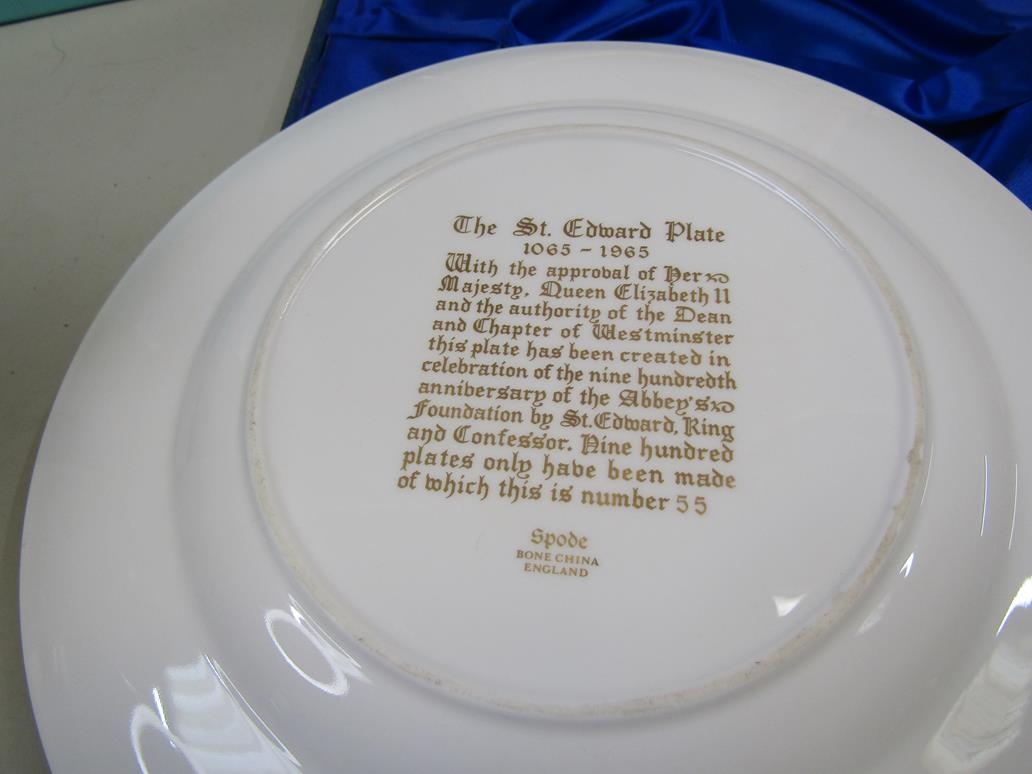 The St. Edward Plate
1065 - 1965
With the approval of Her
Majesty, Queen Elizabeth II
and the authority of the Dean
and Chapter of Westminster
this plate has been created in
celebration of the nine hundredth
anniversary of the Abbey's
Foundation by St. Edward, King
and Confessor. Nine hundred
plates only have been made
of which this is number 55
Spode
BONE CHINA
ENGLAND